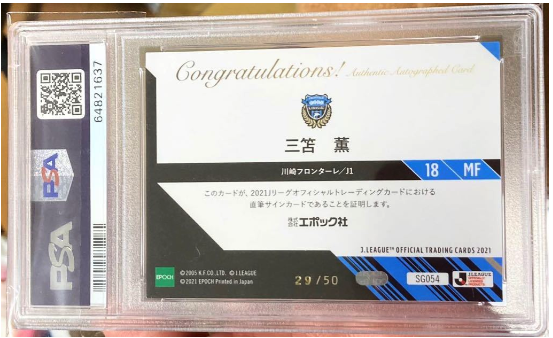 Congratulations! Authentic Autographed Card
三笘 薫
川崎フロンターレ/J1
18 MF
このカードが、2021Jリーグオフィシャルトレーディングカードにおける
直筆サインカードであることを証明します。
株式会社エポック社
J.LEAGUE™ OFFICIAL TRADING CARDS 2021
EPOCH
©2005 K.F.CO.,LTD. ©J.LEAGUE
©2021 EPOCH Printed in Japan
29/50
SG054
J.LEAGUE
64821637
PSA
PSA